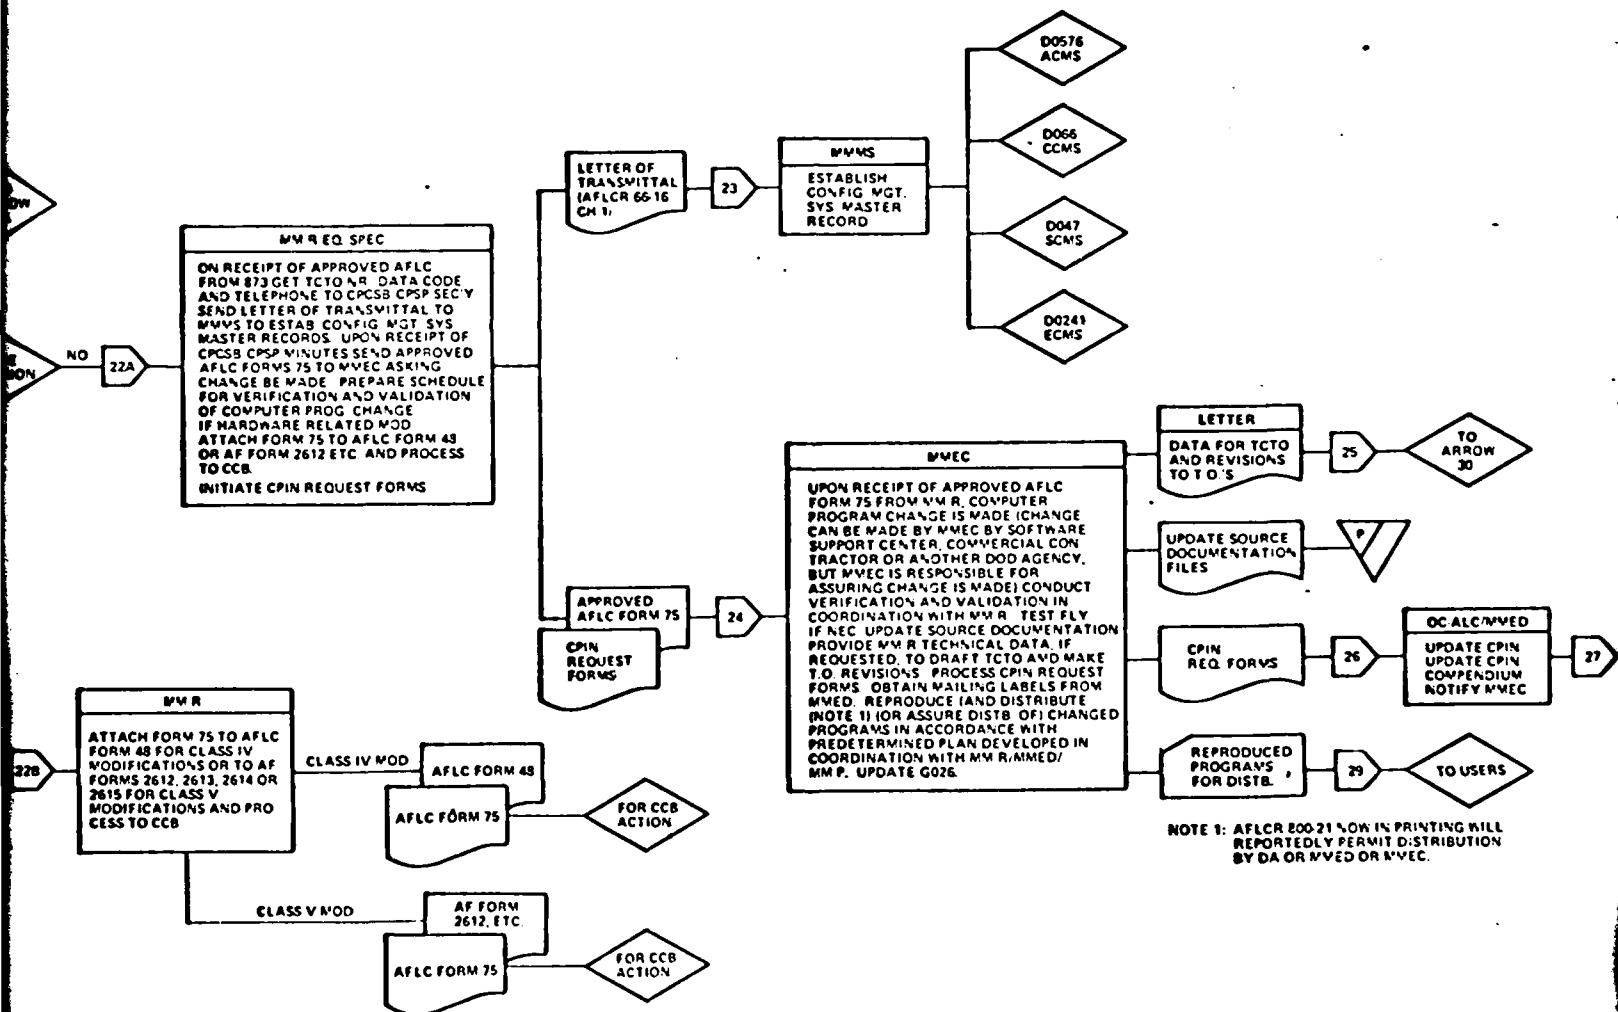 OW
E
ION
NO
22A
MM R EQ SPEC
ON RECEIPT OF APPROVED AFLC
FROM 873 GET TCTO NR DATA CODE
AND TELEPHONE TO CPCSB CPSP SEC'Y
SEND LETTER OF TRANSMITTAL TO
MMMS TO ESTAB CONFIG MGT SYS
MASTER RECORDS. UPON RECEIPT OF
CPCSB CPSP MINUTES SEND APPROVED
AFLC FORMS 75 TO MMEC ASKING
CHANGE BE MADE PREPARE SCHEDULE
FOR VERIFICATION AND VALIDATION
OF COMPUTER PROG CHANGE
IF HARDWARE RELATED MOD
ATTACH FORM 75 TO AFLC FORM 48
OR AF FORM 2612 ETC AND PROCESS
TO CCB.
INITIATE CPIN REQUEST FORMS
LETTER OF
TRANSMITTAL
(AFLCR 66-16
CH 1)
23
MMMS
ESTABLISH
CONFIG MGT.
SYS MASTER
RECORD
D0576
ACMS
D066
CCMS
D047
SCMS
D0241
ECMS
APPROVED
AFLC FORM 75
CPIN
REQUEST
FORMS
24
MMEC
UPON RECEIPT OF APPROVED AFLC
FORM 75 FROM MM R, COMPUTER
PROGRAM CHANGE IS MADE (CHANGE
CAN BE MADE BY MMEC BY SOFTWARE
SUPPORT CENTER, COMMERCIAL CON
TRACTOR OR ANOTHER DOD AGENCY,
BUT MMEC IS RESPONSIBLE FOR
ASSURING CHANGE IS MADE) CONDUCT
VERIFICATION AND VALIDATION IN
COORDINATION WITH MM R TEST FLY
IF NEC UPDATE SOURCE DOCUMENTATION
PROVIDE MM R TECHNICAL DATA, IF
REQUESTED, TO DRAFT TCTO AND MAKE
T.O. REVISIONS PROCESS CPIN REQUEST
FORMS OBTAIN MAILING LABELS FROM
MMED. REPRODUCE (AND DISTRIBUTE
(NOTE 1) (OR ASSURE DISTB OF) CHANGED
PROGRAMS IN ACCORDANCE WITH
PREDETERMINED PLAN DEVELOPED IN
COORDINATION WITH MM R/MMED/
MM P. UPDATE G026.
LETTER
DATA FOR TCTO
AND REVISIONS
TO T O.'S
25
TO
ARROW
30
UPDATE SOURCE
DOCUMENTATION
FILES
P
CPIN
REQ. FORMS
26
OC-ALC/MMED
UPDATE CPIN
UPDATE CPIN
COMPENDIUM
NOTIFY MMEC
27
REPRODUCED
PROGRAMS
FOR DISTB.
29
TO USERS
NOTE 1: AFLCR 800-21 NOW IN PRINTING WILL
REPORTEDLY PERMIT DISTRIBUTION
BY DA OR MMED OR MMEC.
22B
MM R
ATTACH FORM 75 TO AFLC
FORM 48 FOR CLASS IV
MODIFICATIONS OR TO AF
FORMS 2612, 2613, 2614 OR
2615 FOR CLASS V
MODIFICATIONS AND PRO
CESS TO CCB
CLASS IV MOD
AFLC FORM 48
AFLC FORM 75
FOR CCB
ACTION
CLASS V MOD
AF FORM
2612, ETC.
AFLC FORM 75
FOR CCB
ACTION